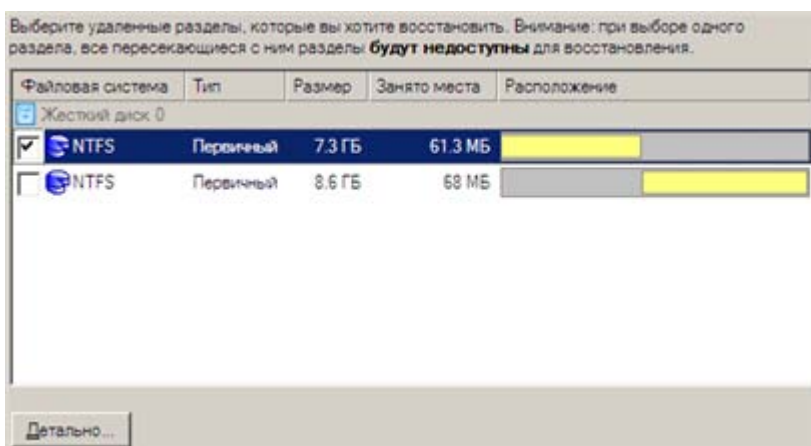 Выберите удаленные разделы, которые вы хотите восстановить. Внимание: при выборе одного
раздела, все пересекающиеся с ним разделы будут недоступны для восстановления.
Файловая система Тип Размер Занято места Расположение
Жесткий диск 0
NTFS Первичный 7.3 ГБ 61.3 МБ
NTFS Первичный 8.6 ГБ 68 МБ
Детально...